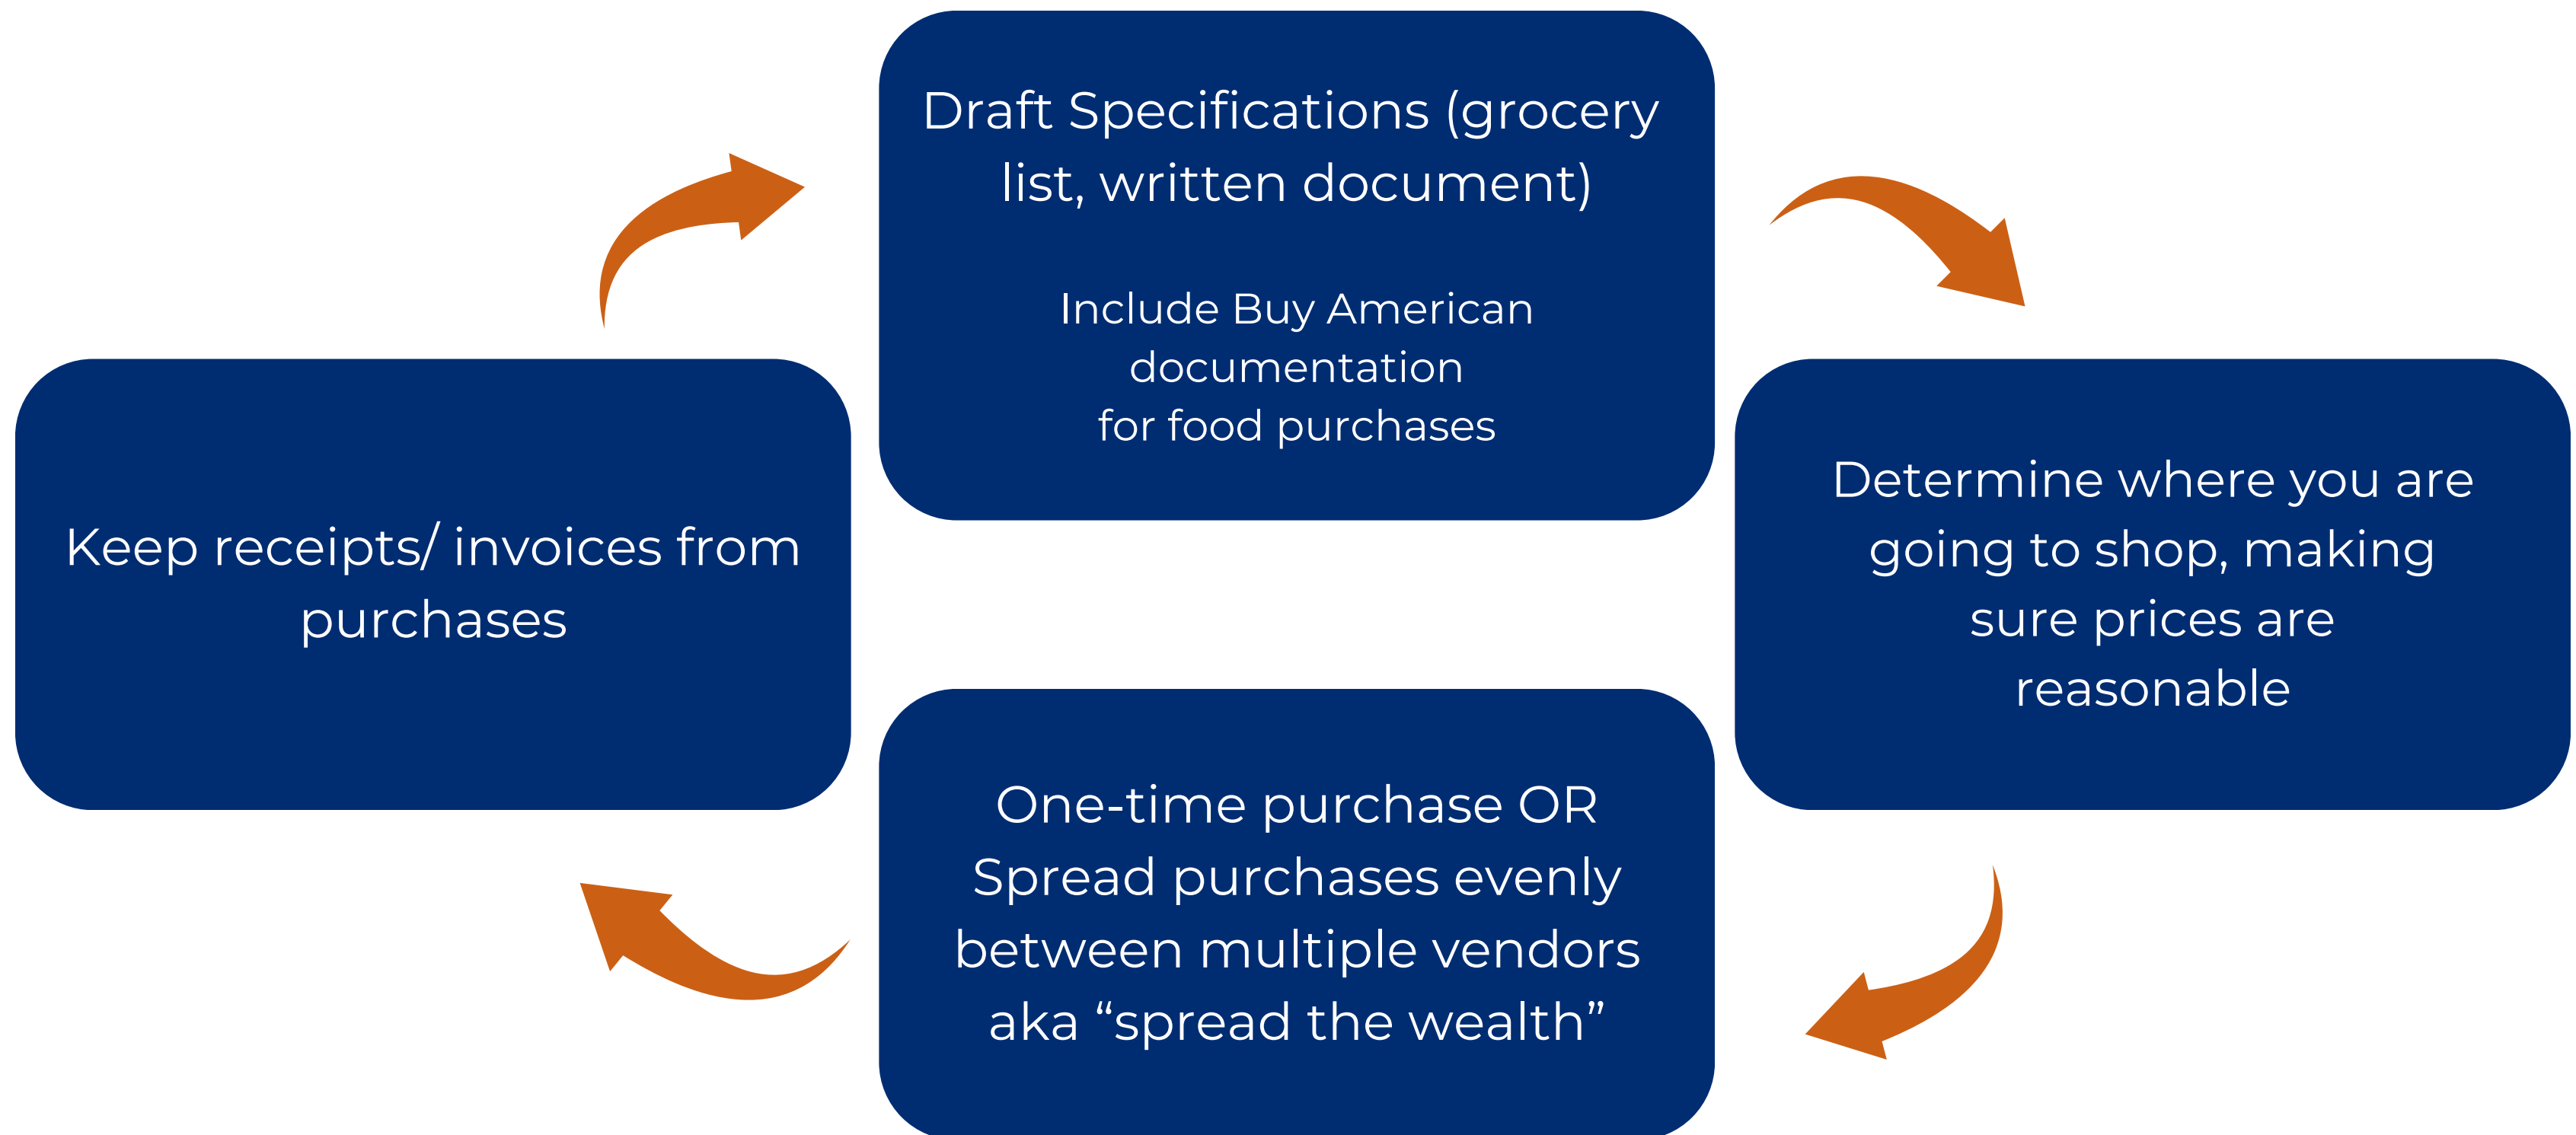 Draft Specifications (grocery
list, written document)
Include Buy American
documentation
for food purchases
Determine where you are
going to shop, making
sure prices are
reasonable
One-time purchase OR
Spread purchases evenly
between multiple vendors
aka “spread the wealth”
Keep receipts/ invoices from
purchases